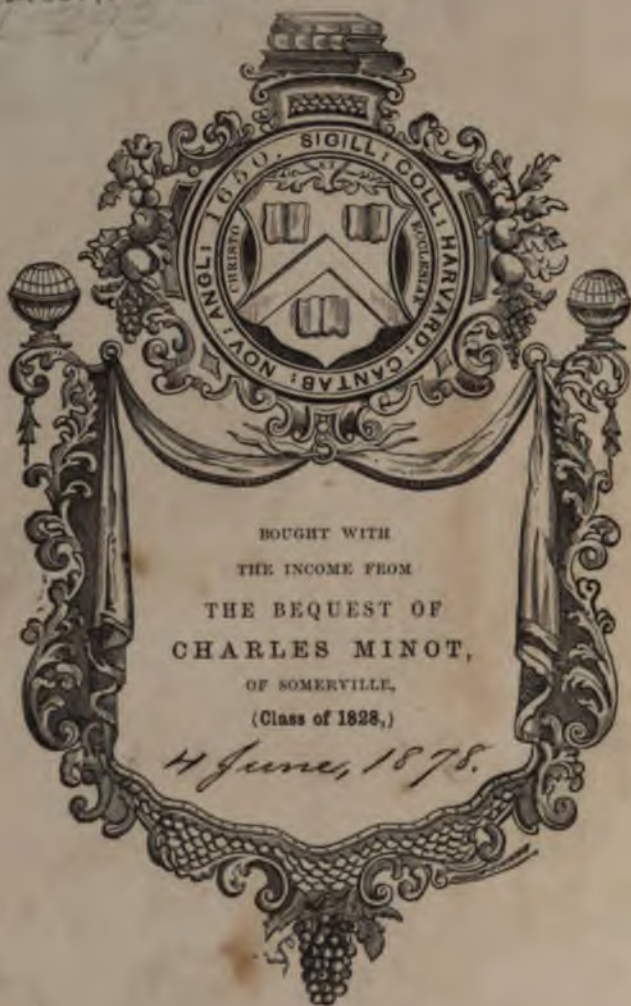 SIGILL: COLL: HARVARD: CANTAB: NOV: ANGL: 1650.
CHRISTO
ET
ECCLESIAE
BOUGHT WITH
THE INCOME FROM
THE BEQUEST OF
CHARLES MINOT,
OF SOMERVILLE,
(Class of 1828,)
4 June, 1878.